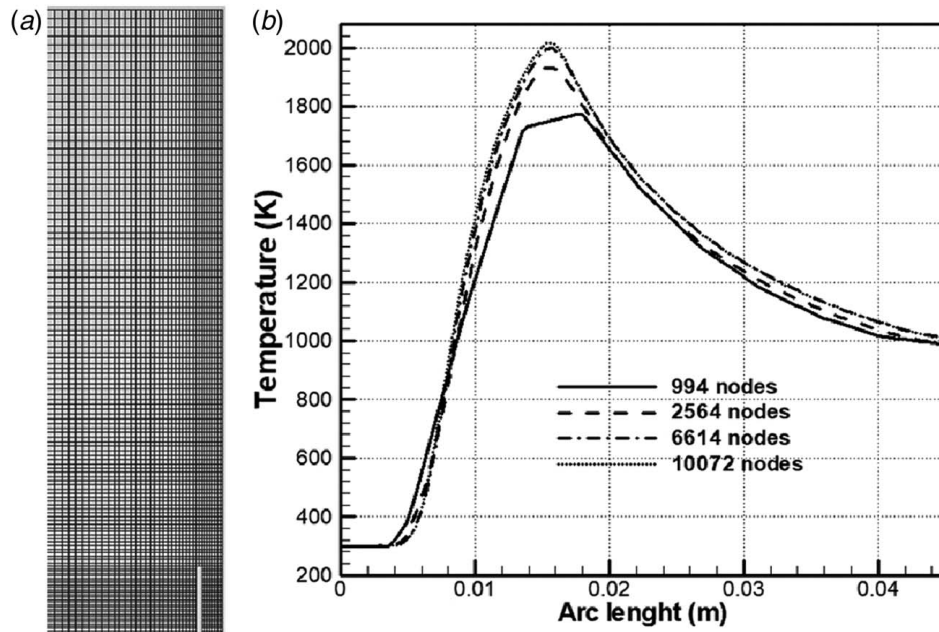 (a)
(b)
Temperature (K)
2000
1800
1600
1400
1200
1000
800
600
400
200
994 nodes
2564 nodes
6614 nodes
10072 nodes
0
0.01
0.02
0.03
0.04
Arc lenght (m)